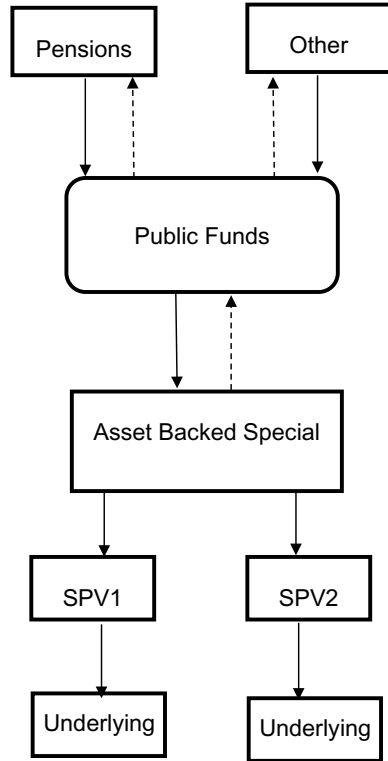 Pensions
Other
Public Funds
Asset Backed Special
SPV1
SPV2
Underlying
Underlying